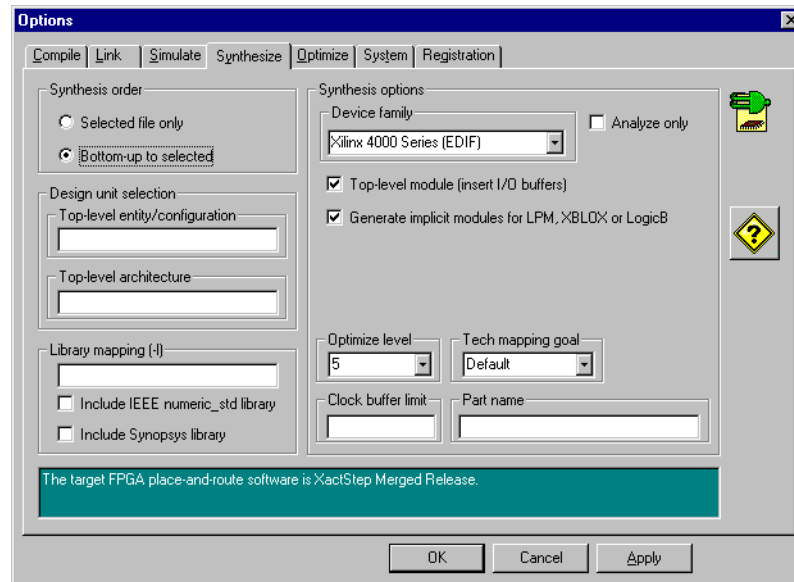 Options
Compile
Link
Simulate
Synthesize
Optimize
System
Registration
Synthesis order
Selected file only
Bottom-up to selected
Design unit selection
Top-level entity/configuration
Top-level architecture
Library mapping (-l)
Include IEEE numeric_std library
Include Synopsys library
Synthesis options
Device family
Xilinx 4000 Series (EDIF)
Analyze only
Top-level module (insert I/O buffers)
Generate implicit modules for LPM, XBLOX or LogicB
Optimize level
5
Tech mapping goal
Default
Clock buffer limit
Part name
?
The target FPGA place-and-route software is XactStep Merged Release.
OK
Cancel
Apply